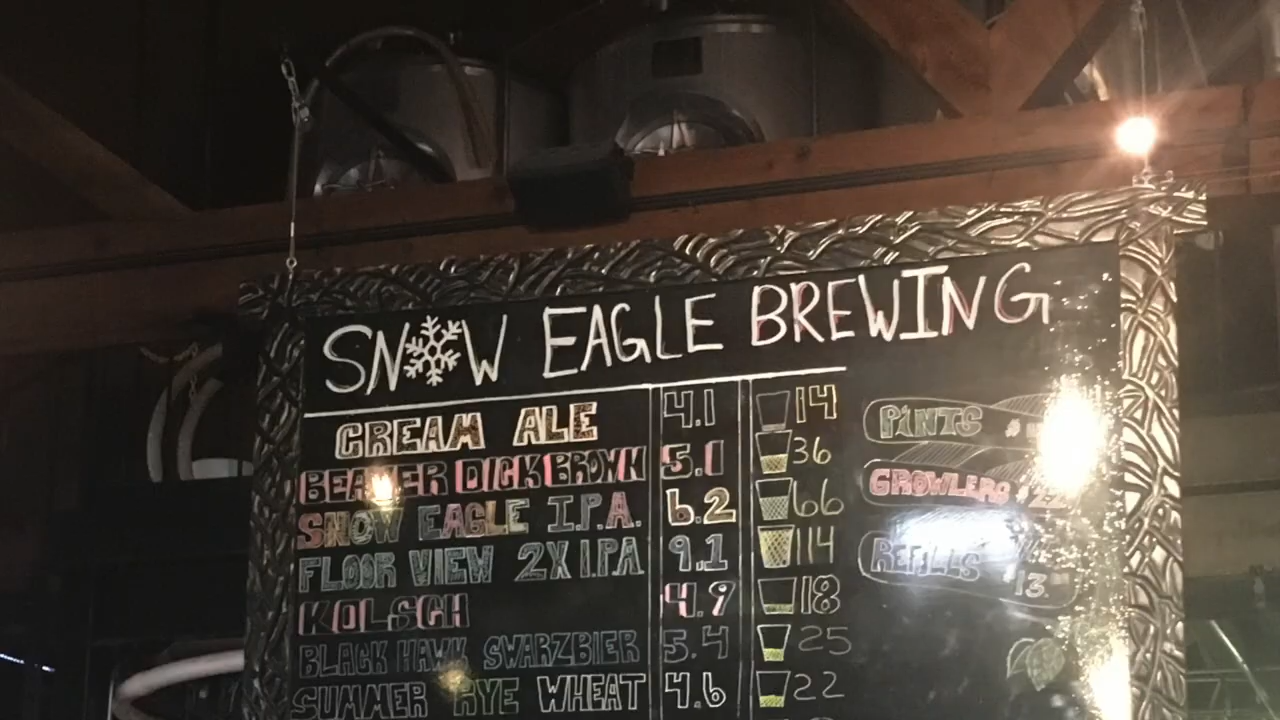 SNOW EAGLE BREWING
CREAM ALE 4.1 14
BEAVER DICK BROWN 5.1 36
SNOW EAGLE I.P.A. 6.2 66
FLOOR VIEW 2X I.P.A 9.1 114
KOLSCH 4.9 18
BLACK HAWK SWARZBIER 5.4 25
SUMMER RYE WHEAT 4.6 22
PINTS $
GROWLERS $
REFILLS
13.